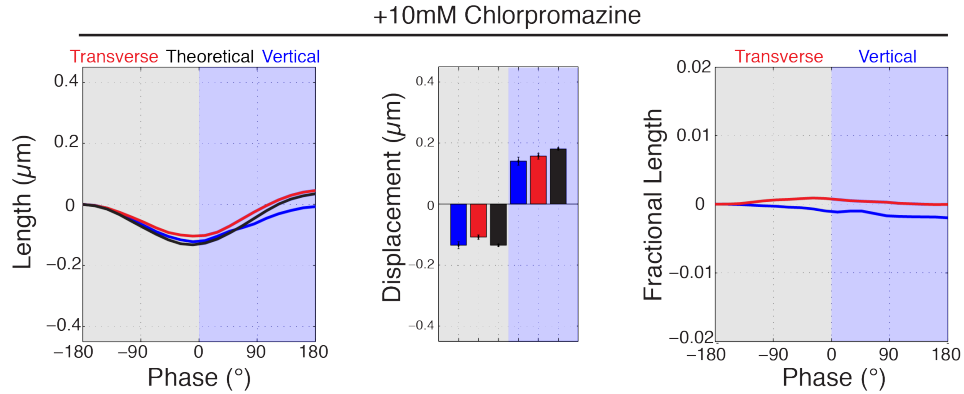 +10mM Chlorpromazine
Transverse Theoretical Vertical
Length (μm)
0.4
0.2
0
−0.2
−0.4
−180 −90 0 90 180
Phase (°)
Displacement (μm)
0.4
0.2
0
−0.2
−0.4
Transverse Vertical
Fractional Length
0.02
0.01
0
−0.01
−0.02
−180 −90 0 90 180
Phase (°)